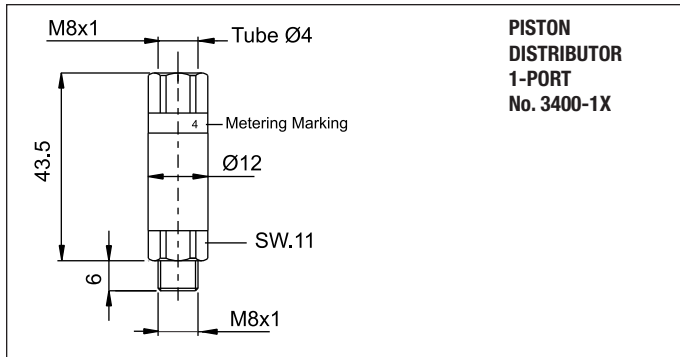 M8x1
Tube Ø4
PISTON
DISTRIBUTOR
1-PORT
No. 3400-1X
4
Metering Marking
43.5
Ø12
SW.11
6
M8x1